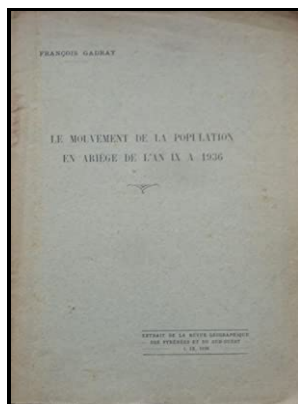 FRANÇOIS GADRAT
LE MOUVEMENT DE LA POPULATION
EN ARIÈGE DE L'AN IX A 1936
EXTRAIT DE LA REVUE GÉOGRAPHIQUE
DES PYRÉNÉES ET DU SUD-OUEST